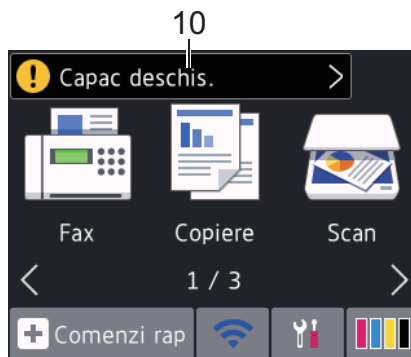 10
Capac deschis.
Fax
Copiere
Scan
1 / 3
Comenzi rap